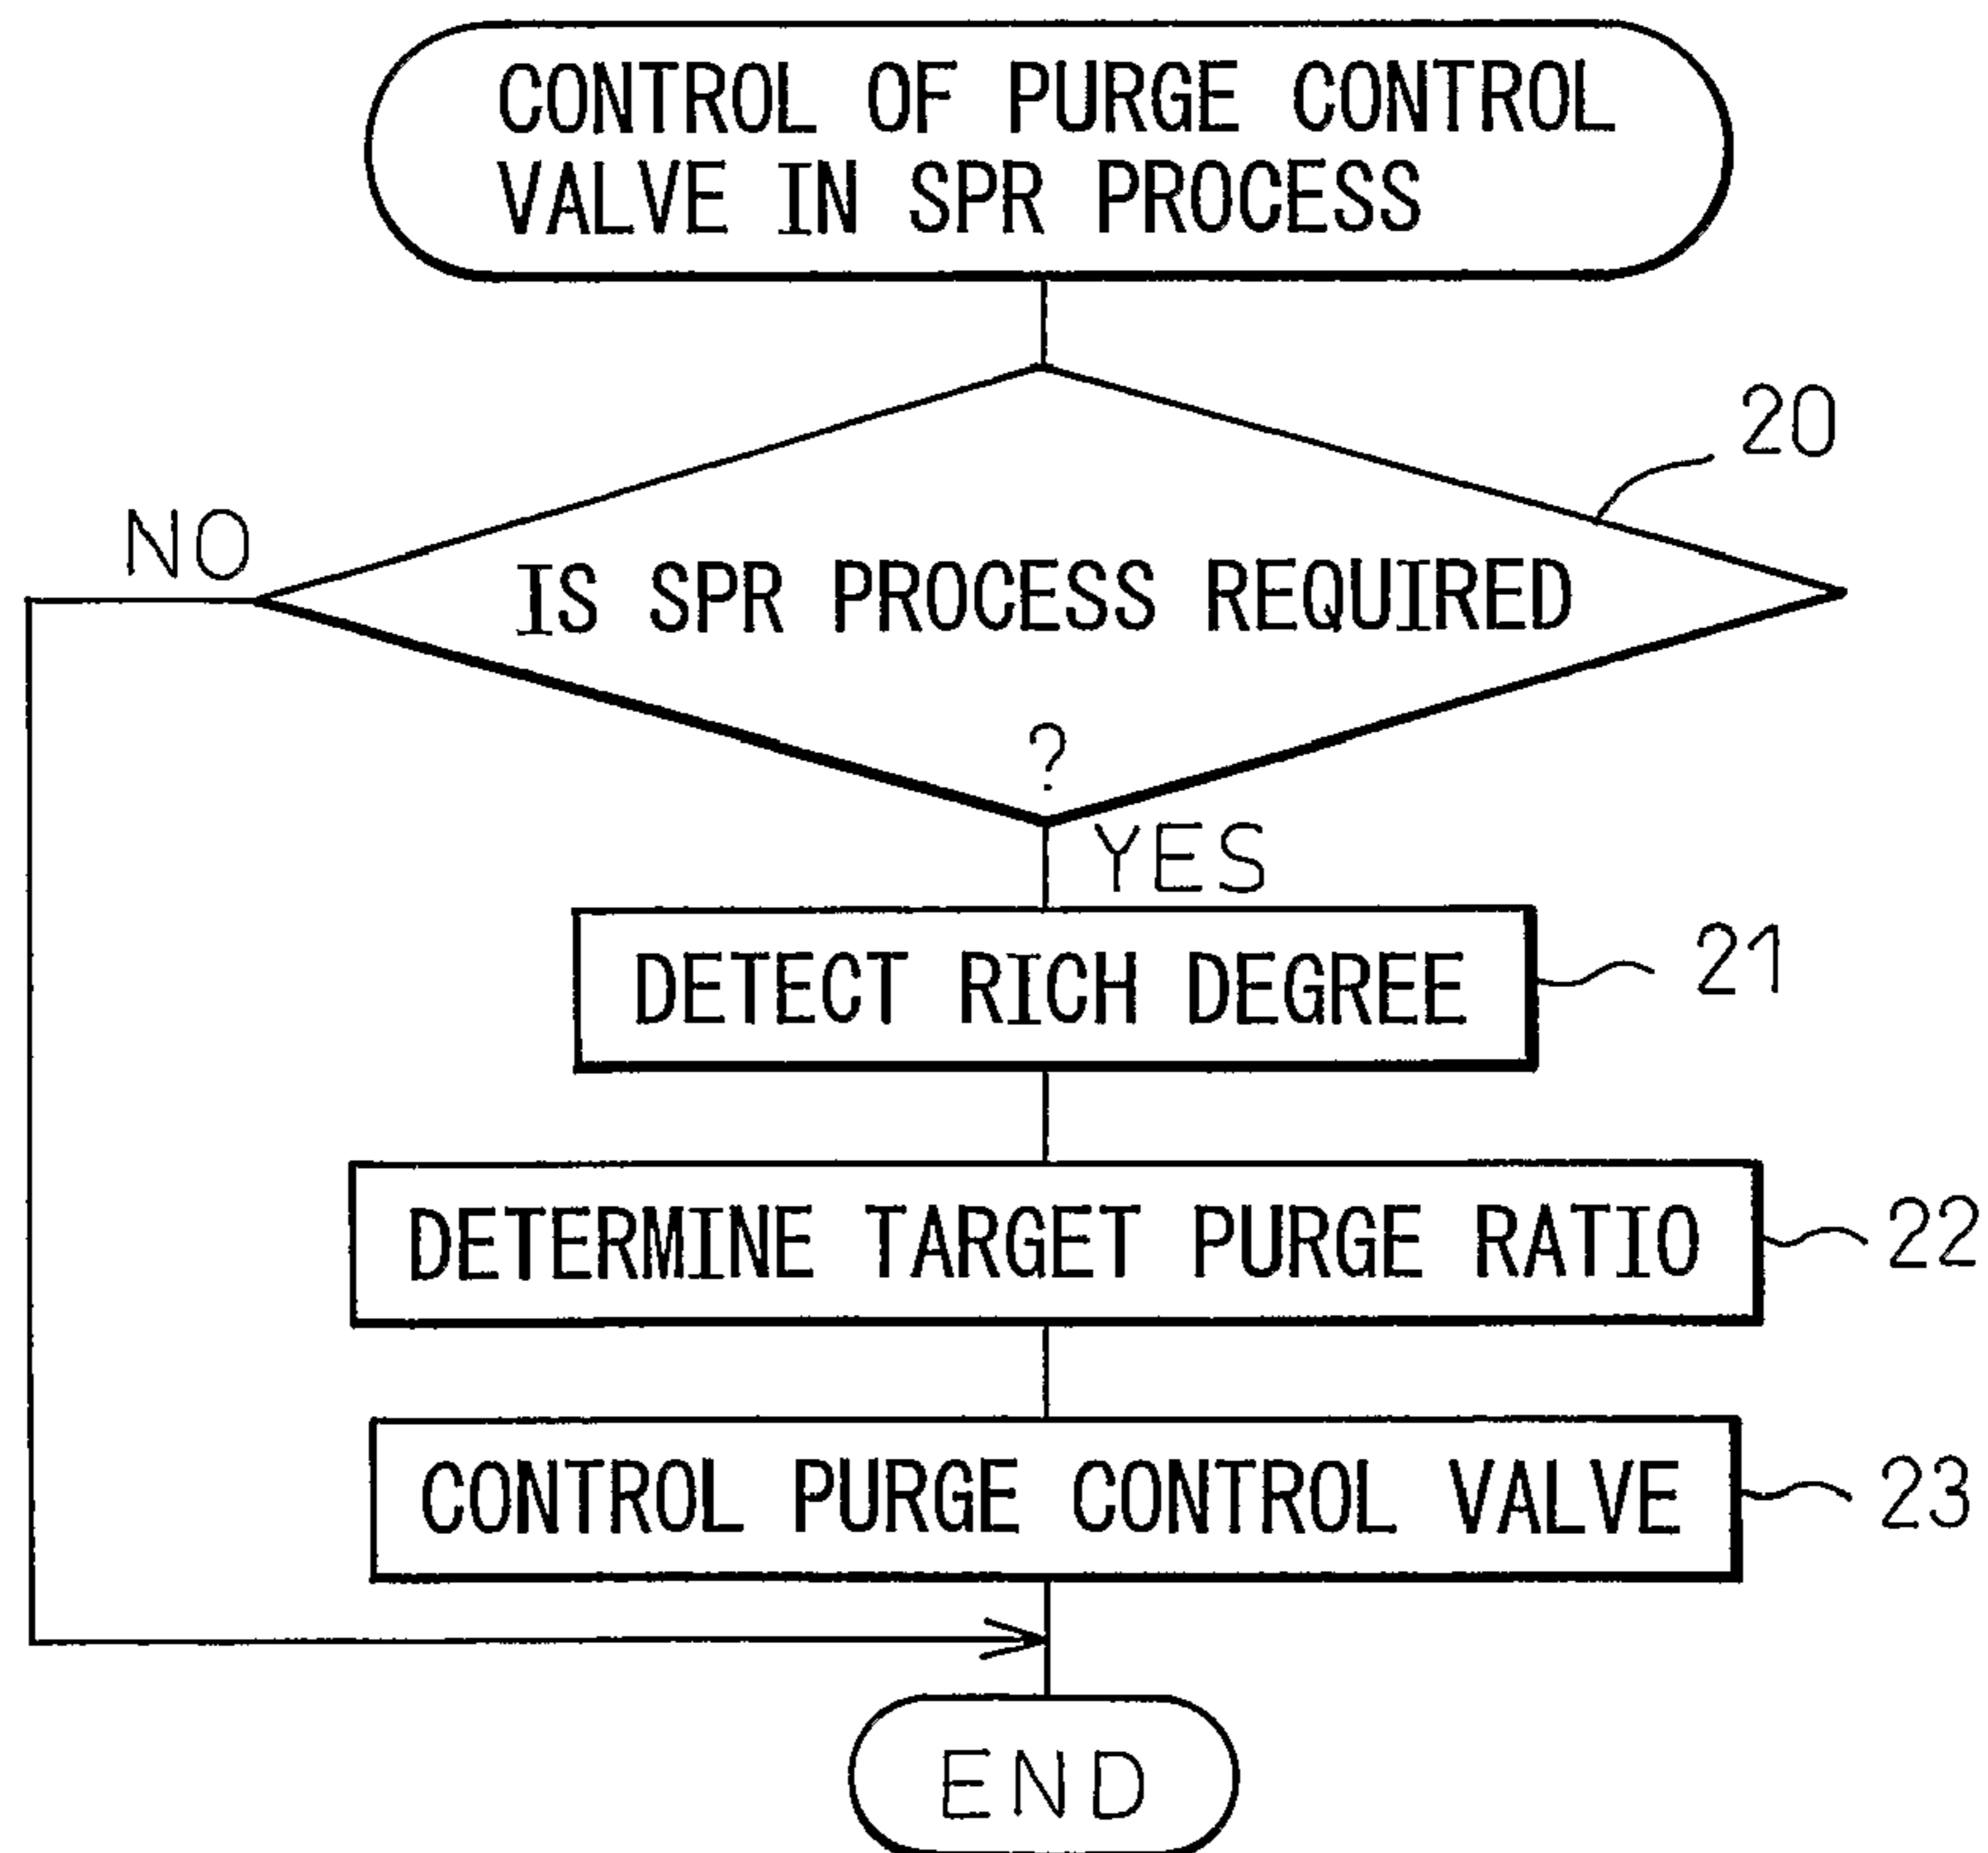 CONTROL OF PURGE CONTROL
VALVE IN SPR PROCESS
20
NO
IS SPR PROCESS REQUIRED
?
YES
DETECT RICH DEGREE
21
DETERMINE TARGET PURGE RATIO
22
CONTROL PURGE CONTROL VALVE
23
END